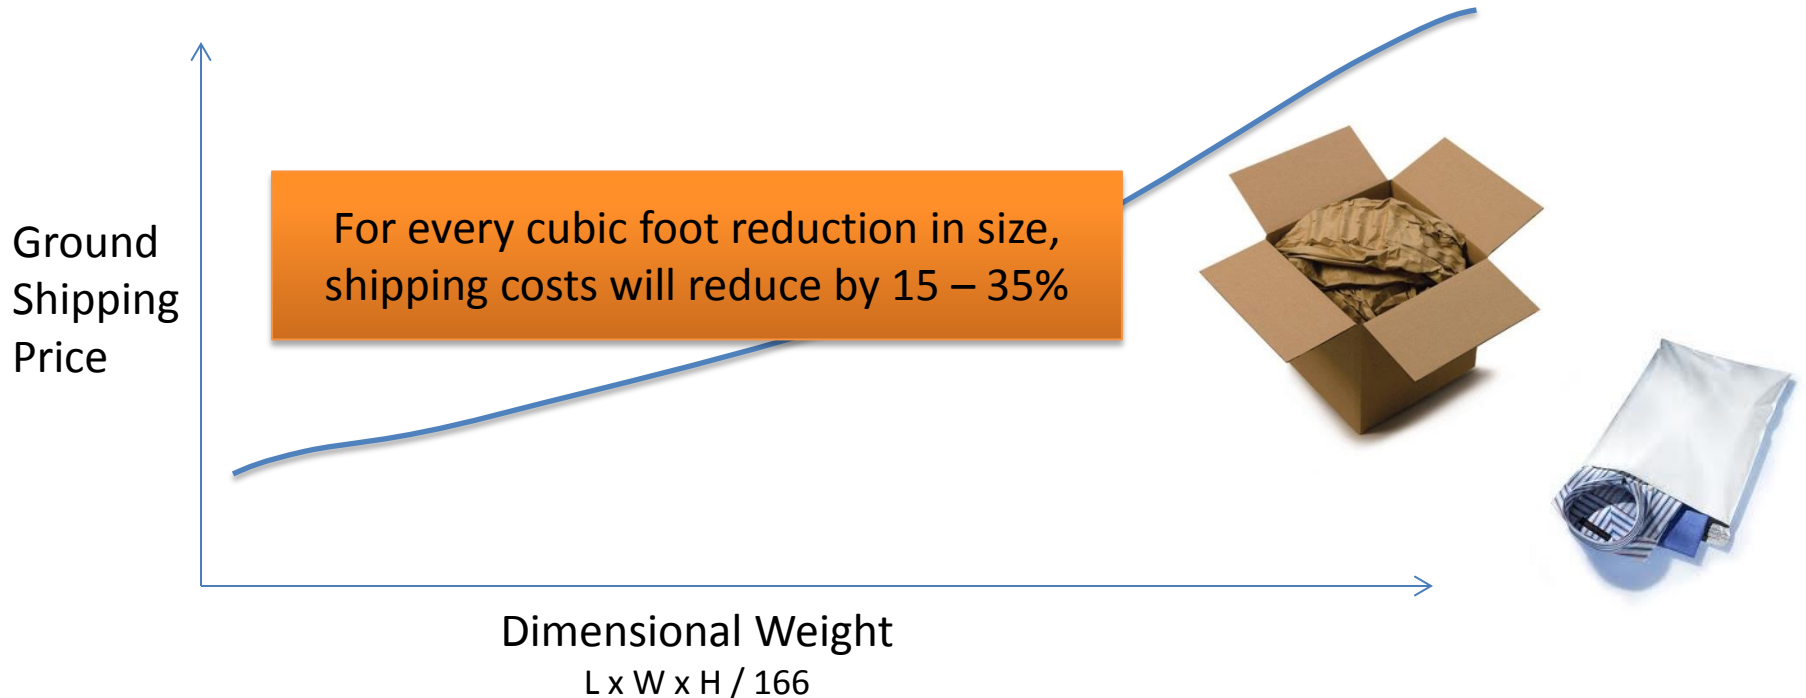 For every cubic foot reduction in size,
shipping costs will reduce by 15 – 35%
Ground
Shipping
Price
Dimensional Weight
L x W x H / 166